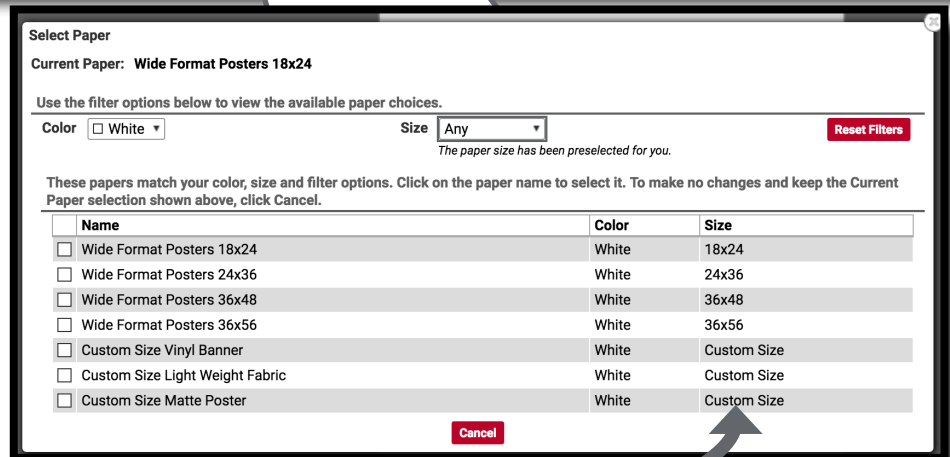 Select Paper
Current Paper: Wide Format Posters 18x24
Use the filter options below to view the available paper choices.
Color White Size Any Reset Filters
The paper size has been preselected for you.
These papers match your color, size and filter options. Click on the paper name to select it. To make no changes and keep the Current
Paper selection shown above, click Cancel.
Name Color Size
Wide Format Posters 18x24 White 18x24
Wide Format Posters 24x36 White 24x36
Wide Format Posters 36x48 White 36x48
Wide Format Posters 36x56 White 36x56
Custom Size Vinyl Banner White Custom Size
Custom Size Light Weight Fabric White Custom Size
Custom Size Matte Poster White Custom Size
Cancel